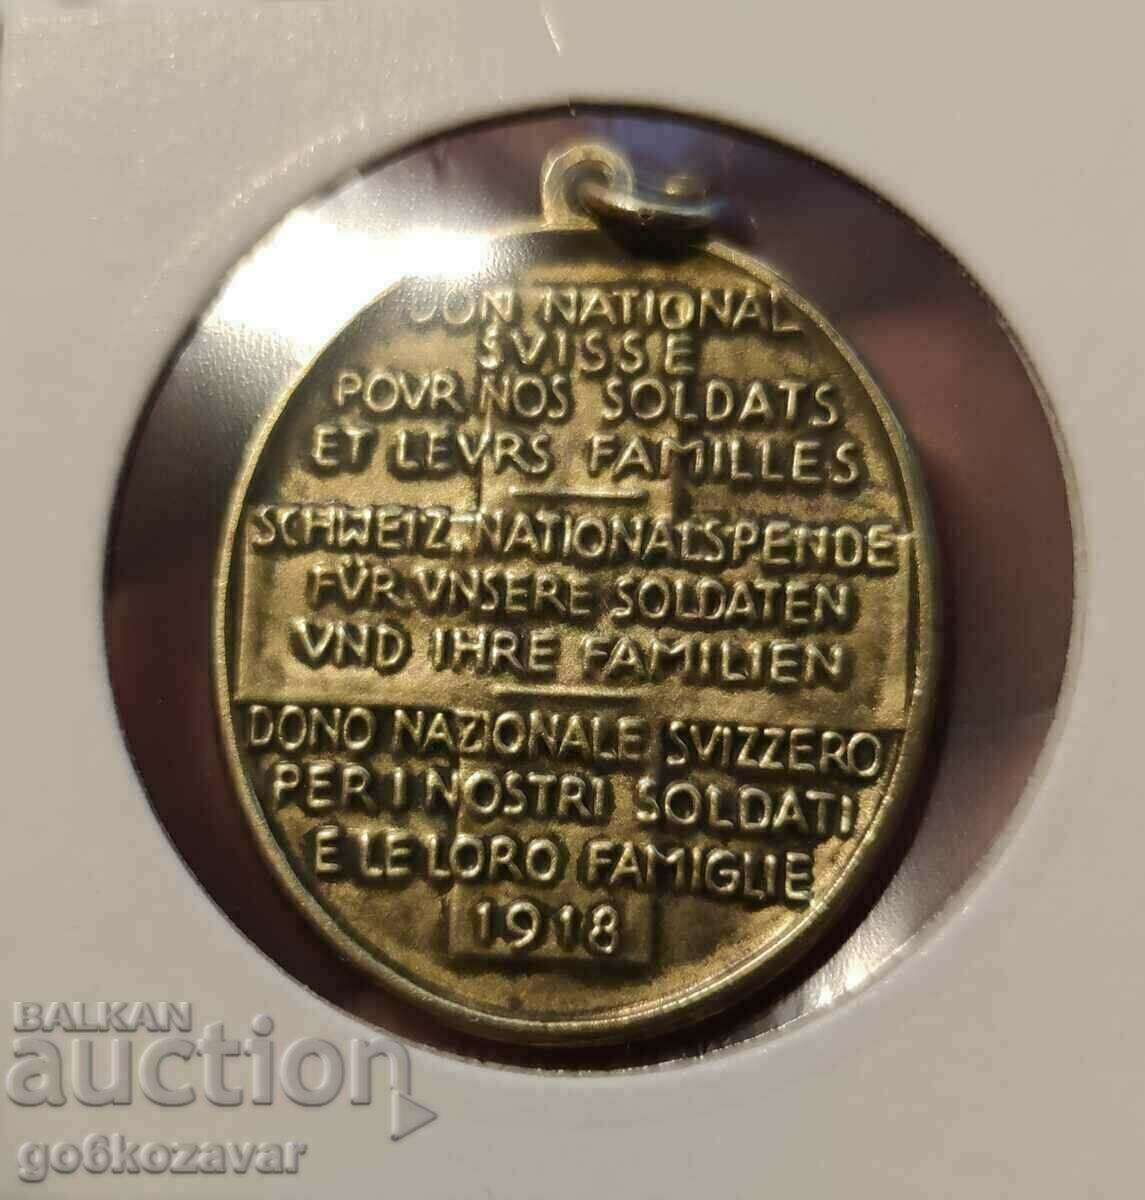 DON NATIONAL
SVISSE
POVR NOS SOLDATS
ET LEVRS FAMILLES
SCHWEIZ. NATIONALSPENDE
FÜR VNSERE SOLDATEN
VND IHRE FAMILIEN
DONO NAZIONALE SVIZZERO
PER I NOSTRI SOLDATI
E LE LORO FAMIGLIE
1918
BALKAN
auction
go6kozavar